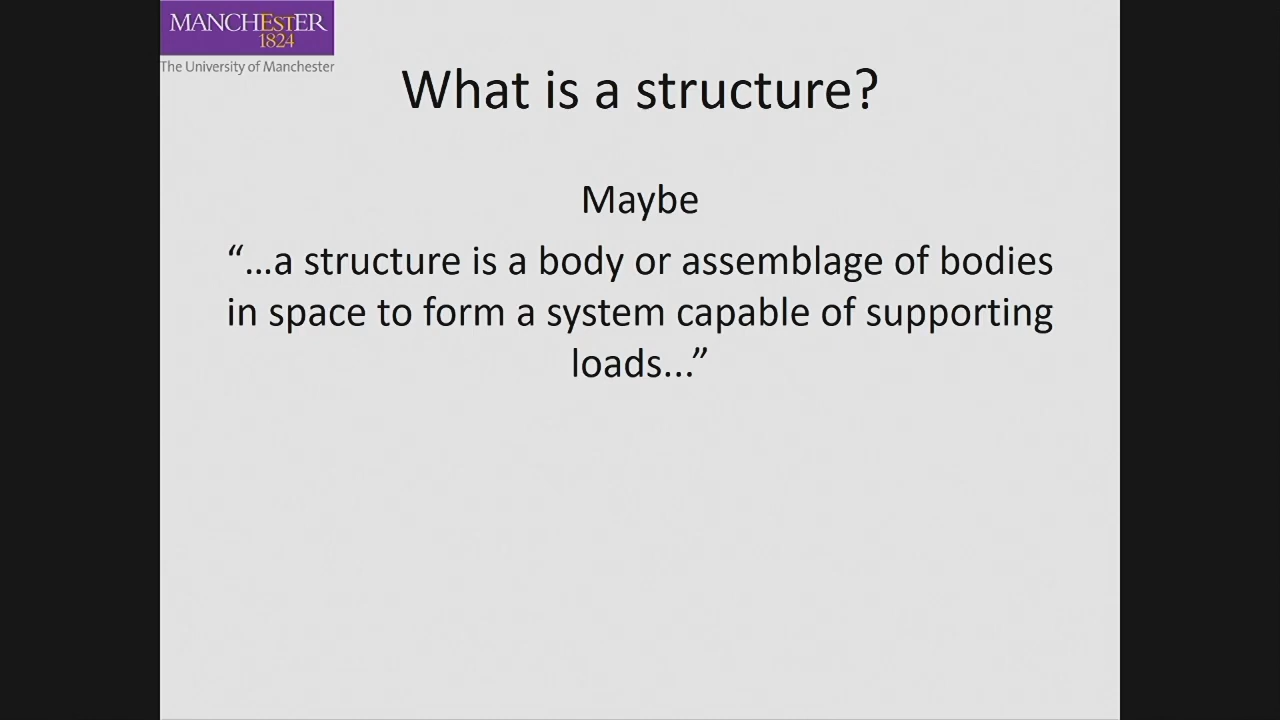 MANCHESTER
1824
The University of Manchester
What is a structure?
Maybe
“...a structure is a body or assemblage of bodies
in space to form a system capable of supporting
loads...”